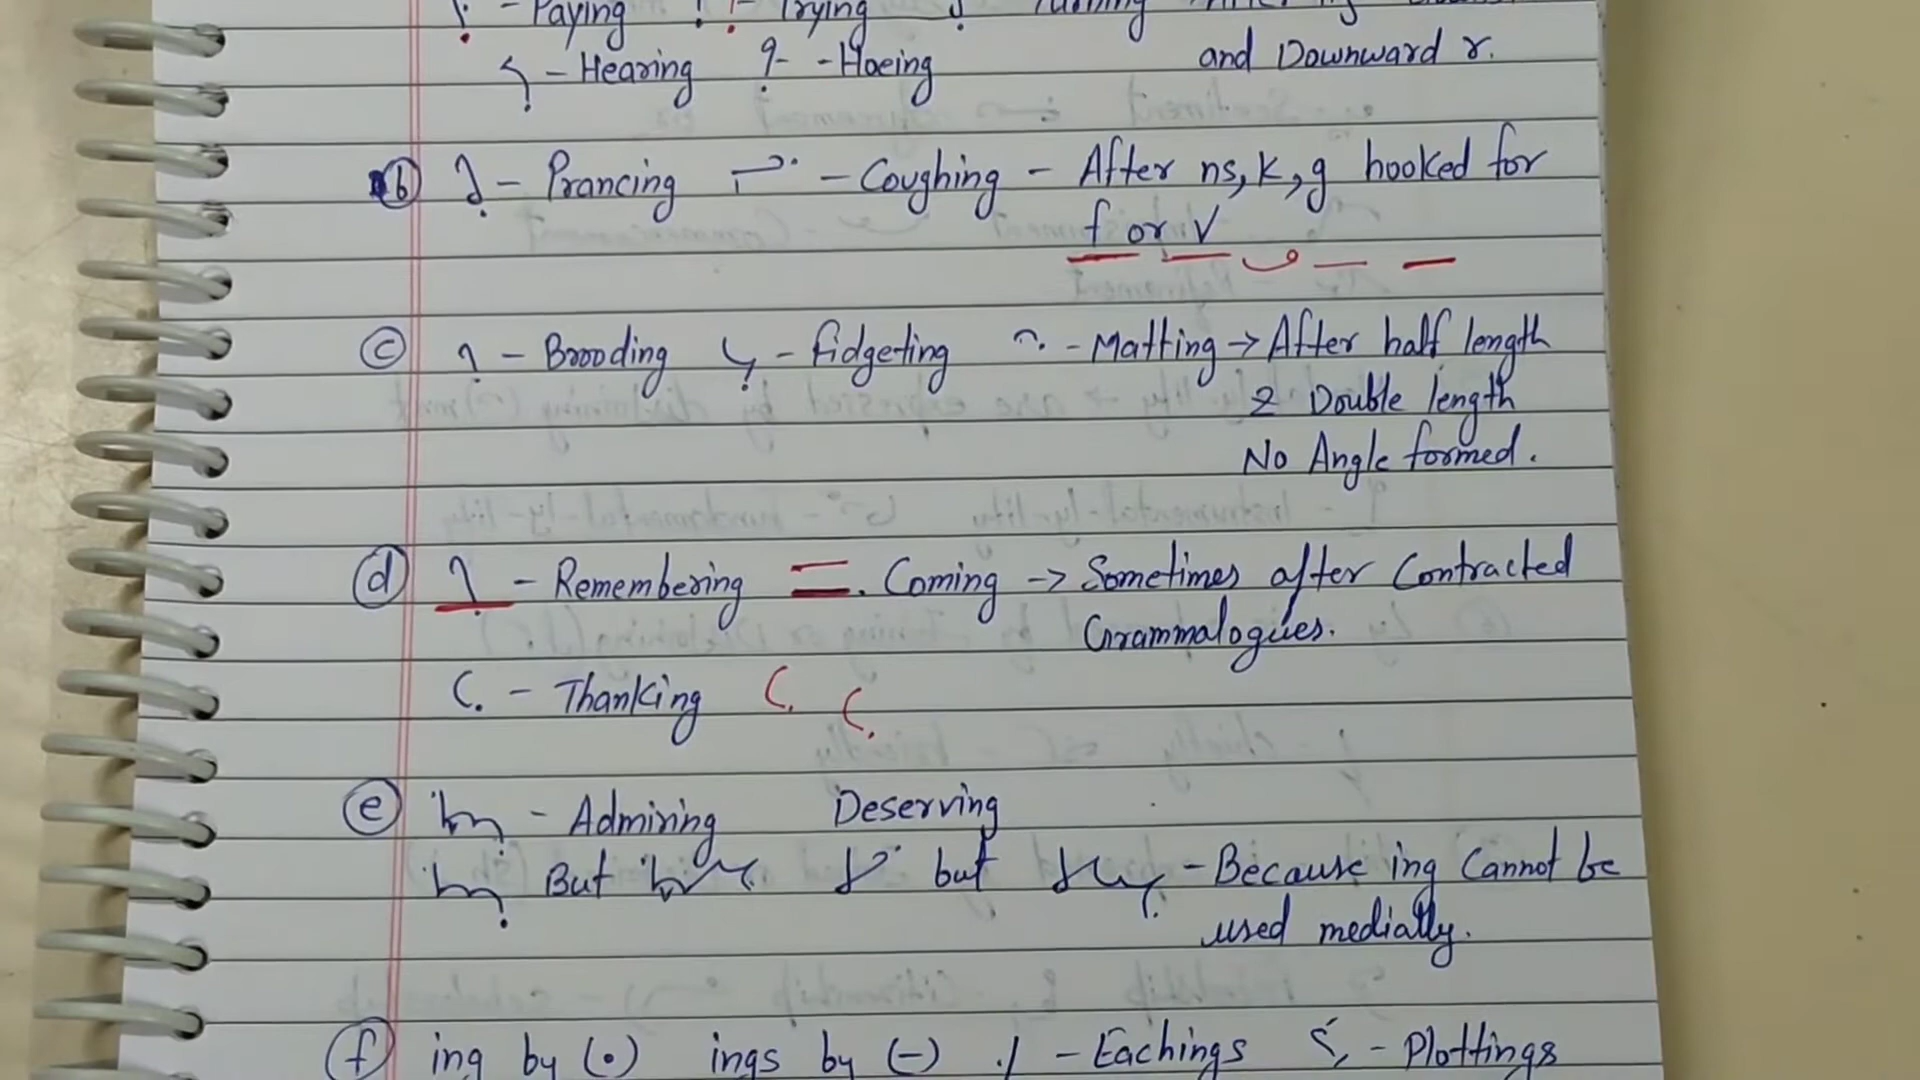 - Paying - Trying
- Hearing - Hoeing and Downward r.
(b) - Prancing - Coughing - After ns, k, g hooked for
f or V
(c) - Brooding - fidgeting - Matting → After half length
& Double length
No Angle formed.
(d) - Remembering Coming → Sometimes after Contracted
Grammalogues.
- Thanking
(e) - Admiring Deserving
But but - Because ing Cannot be
used medially.
(f) ing by (•) ings by (-) - Eachings - Plottings